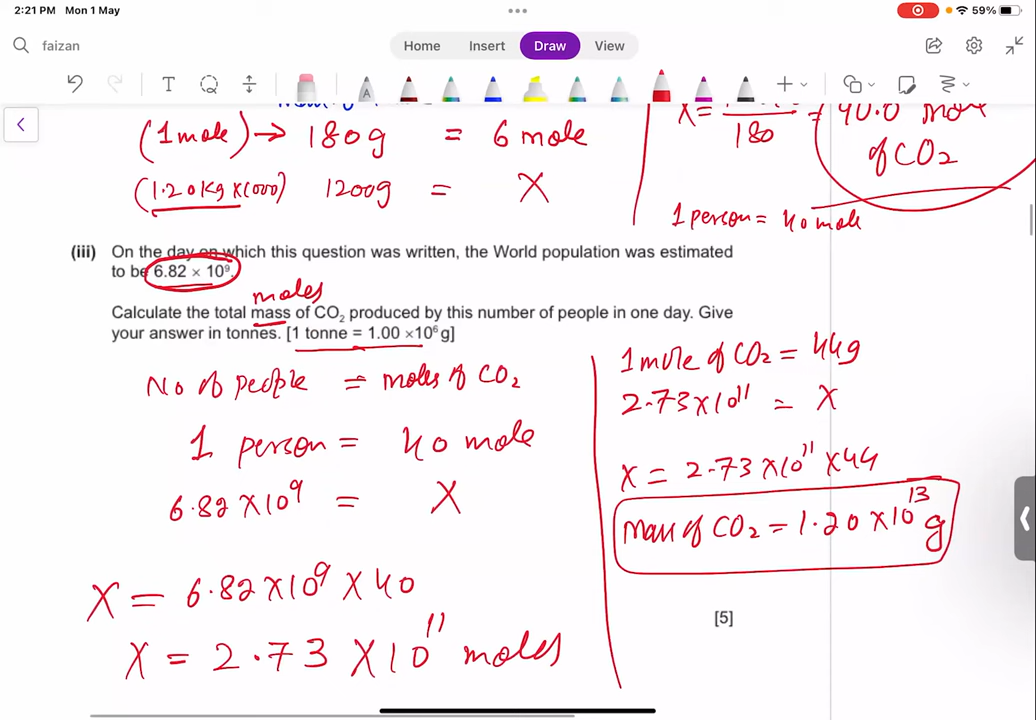 2:21 PM Mon 1 May
59%
faizan
Home Insert Draw View
T
A
(1 mole) → 180g = 6 mole
(1.20kg x 1000) 1200g = X
X = 180 = 40.0 mole
of CO2
1 person = 40 mole
(iii) On the day on which this question was written, the World population was estimated
to be 6.82 × 10⁹.
moles
Calculate the total mass of CO₂ produced by this number of people in one day. Give
your answer in tonnes. [1 tonne = 1.00 ×10⁶ g]
No of people = moles of CO2
1 person = 40 mole
6.82 x 10⁹ = X
X = 6.82 x 10⁹ x 40
X = 2.73 x 10¹¹ moles
1 mole of CO2 = 44g
2.73 x 10¹¹ = X
X = 2.73 x 10¹¹ x 44
mass of CO2 = 1.20 x 10¹³ g
[5]